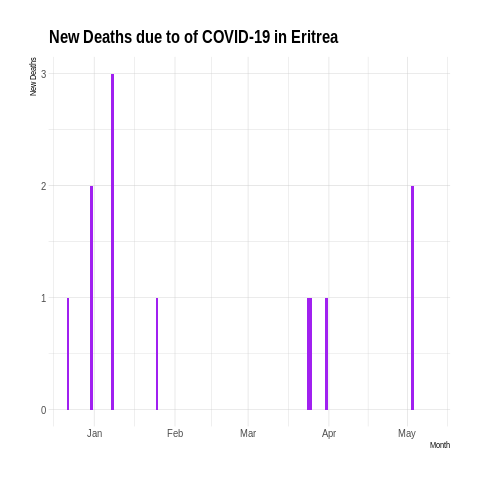 New Deaths due to of COVID-19 in Eritrea
New Deaths
3
2
1
0
Jan Feb Mar Apr May
Month